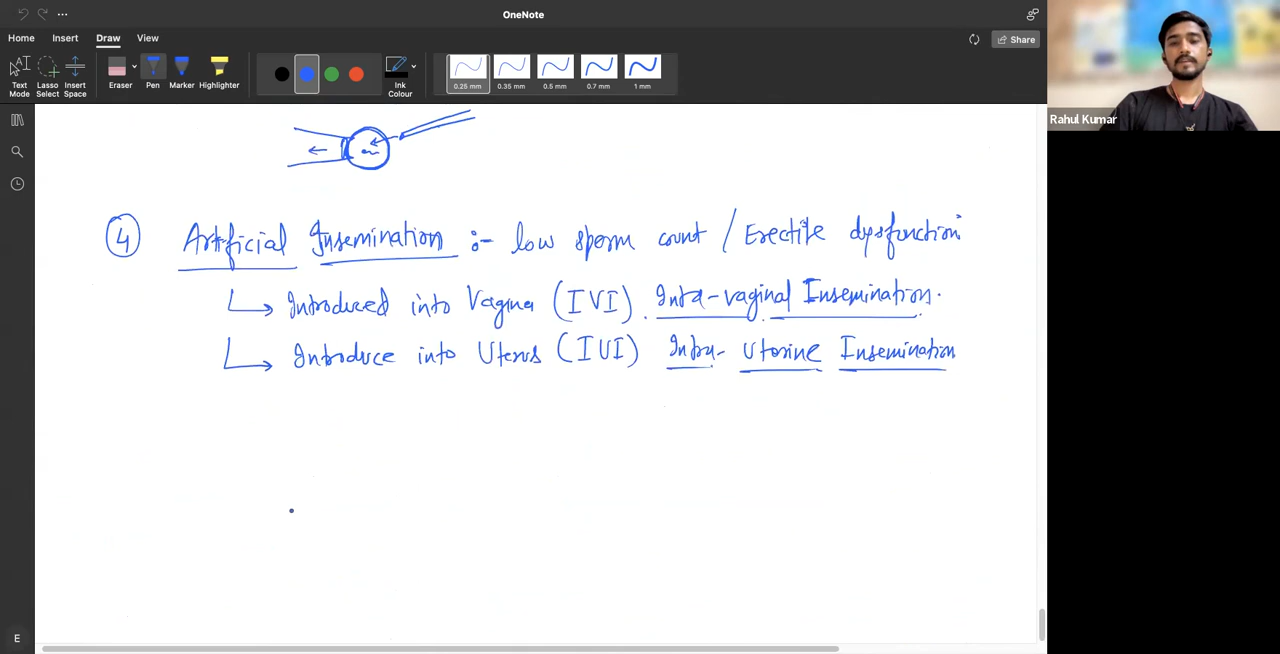 OneNote
Home Insert Draw View
Share
Text Mode
Lasso Select
Insert Space
Eraser
Pen
Marker
Highlighter
Ink Colour
0.25 mm
0.35 mm
0.5 mm
0.7 mm
1 mm
Rahul Kumar
4 Artificial Insemination :- low sperm count / Erectile dysfunction
Introduced into Vagina (IVI). Intra-vaginal Insemination.
Introduce into Uterus (IUI) Intra- Uterine Insemination
E